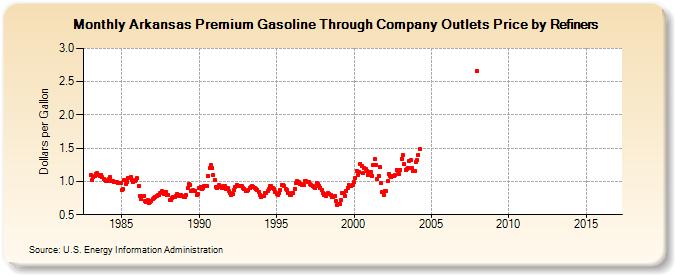 Monthly Arkansas Premium Gasoline Through Company Outlets Price by Refiners
Dollars per Gallon
3.0
2.5
2.0
1.5
1.0
0.5
1985 1990 1995 2000 2005 2010 2015
Source: U.S. Energy Information Administration